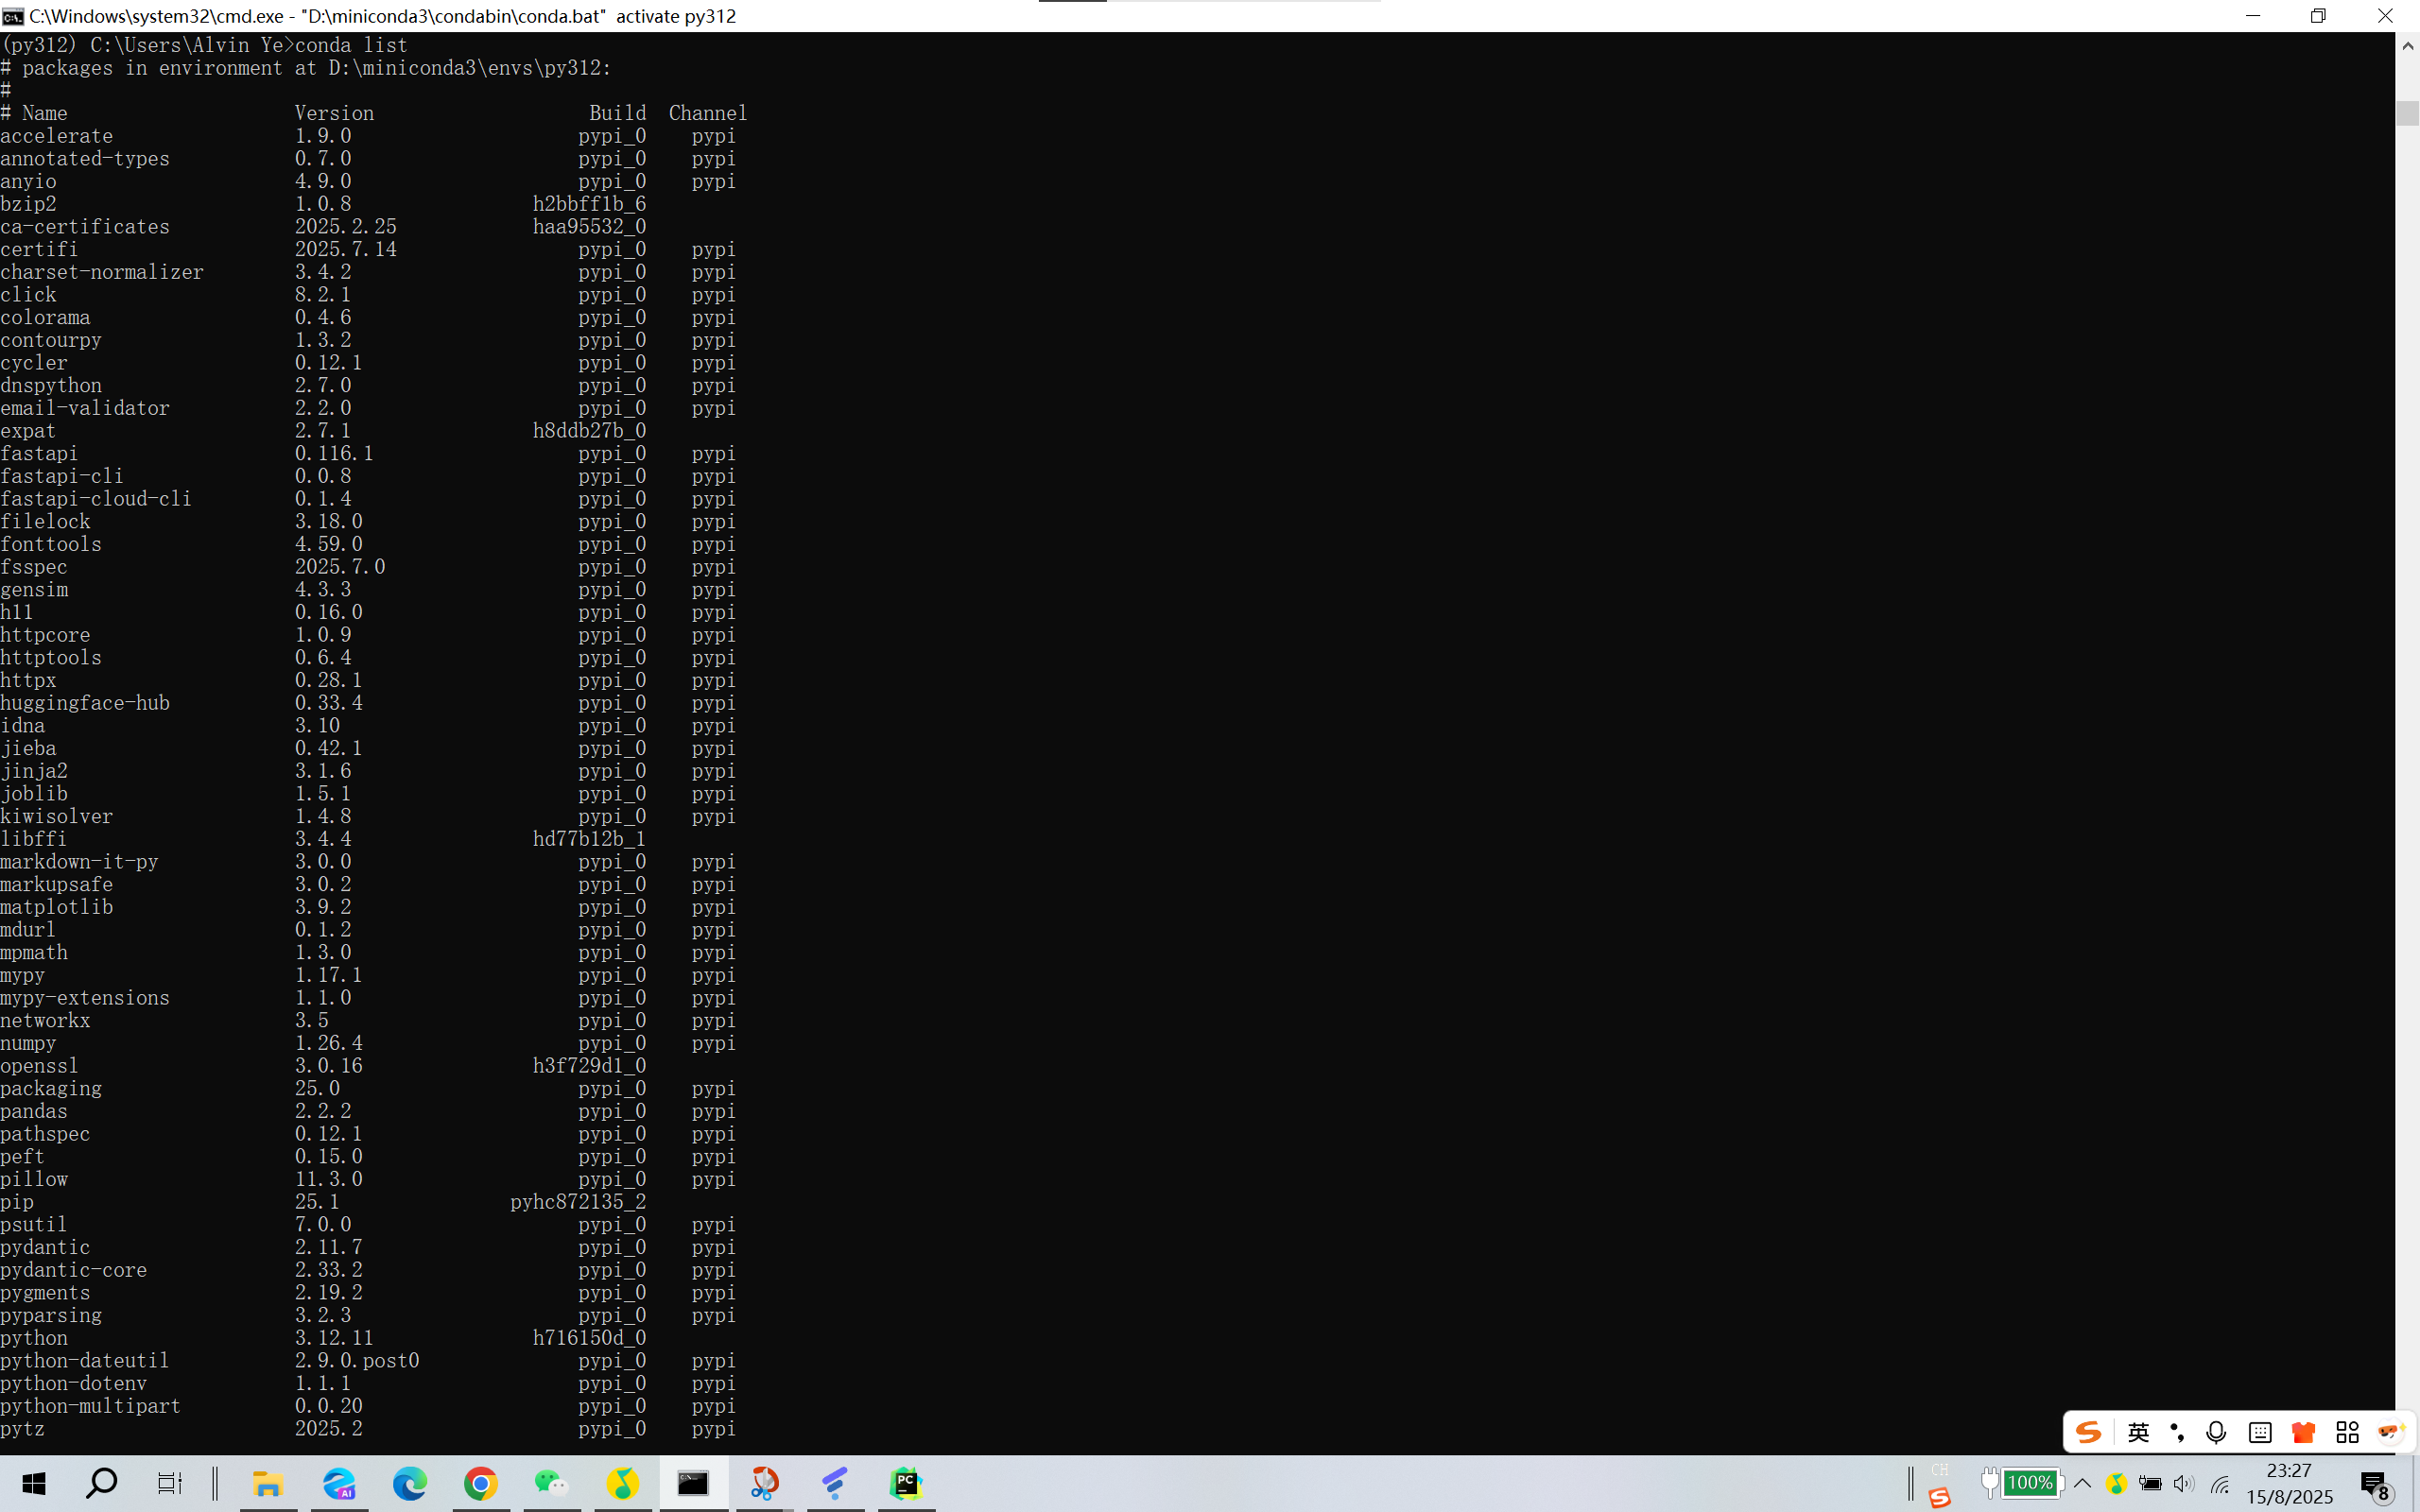 C:\Windows\system32\cmd.exe - "D:\miniconda3\condabin\conda.bat"  activate py312
(py312) C:\Users\Alvin Ye>conda list
# packages in environment at D:\miniconda3\envs\py312:
#
# Name                    Version                   Build  Channel
accelerate                1.9.0                    pypi_0    pypi
annotated-types           0.7.0                    pypi_0    pypi
anyio                     4.9.0                    pypi_0    pypi
bzip2                     1.0.8                h2bbff1b_6
ca-certificates           2025.2.25            haa95532_0
certifi                   2025.7.14                pypi_0    pypi
charset-normalizer        3.4.2                    pypi_0    pypi
click                     8.2.1                    pypi_0    pypi
colorama                  0.4.6                    pypi_0    pypi
contourpy                 1.3.2                    pypi_0    pypi
cycler                    0.12.1                   pypi_0    pypi
dnspython                 2.7.0                    pypi_0    pypi
email-validator           2.2.0                    pypi_0    pypi
expat                     2.7.1                h8ddb27b_0
fastapi                   0.116.1                  pypi_0    pypi
fastapi-cli               0.0.8                    pypi_0    pypi
fastapi-cloud-cli         0.1.4                    pypi_0    pypi
filelock                  3.18.0                   pypi_0    pypi
fonttools                 4.59.0                   pypi_0    pypi
fsspec                    2025.7.0                 pypi_0    pypi
gensim                    4.3.3                    pypi_0    pypi
h11                       0.16.0                   pypi_0    pypi
httpcore                  1.0.9                    pypi_0    pypi
httptools                 0.6.4                    pypi_0    pypi
httpx                     0.28.1                   pypi_0    pypi
huggingface-hub           0.33.4                   pypi_0    pypi
idna                      3.10                     pypi_0    pypi
jieba                     0.42.1                   pypi_0    pypi
jinja2                    3.1.6                    pypi_0    pypi
joblib                    1.5.1                    pypi_0    pypi
kiwisolver                1.4.8                    pypi_0    pypi
libffi                    3.4.4                hd77b12b_1
markdown-it-py            3.0.0                    pypi_0    pypi
markupsafe                3.0.2                    pypi_0    pypi
matplotlib                3.9.2                    pypi_0    pypi
mdurl                     0.1.2                    pypi_0    pypi
mpmath                    1.3.0                    pypi_0    pypi
mypy                      1.17.1                   pypi_0    pypi
mypy-extensions           1.1.0                    pypi_0    pypi
networkx                  3.5                      pypi_0    pypi
numpy                     1.26.4                   pypi_0    pypi
openssl                   3.0.16               h3f729d1_0
packaging                 25.0                     pypi_0    pypi
pandas                    2.2.2                    pypi_0    pypi
pathspec                  0.12.1                   pypi_0    pypi
peft                      0.15.0                   pypi_0    pypi
pillow                    11.3.0                   pypi_0    pypi
pip                       25.1               pyhc872135_2
psutil                    7.0.0                    pypi_0    pypi
pydantic                  2.11.7                   pypi_0    pypi
pydantic-core             2.33.2                   pypi_0    pypi
pygments                  2.19.2                   pypi_0    pypi
pyparsing                 3.2.3                    pypi_0    pypi
python                    3.12.11              h716150d_0
python-dateutil           2.9.0.post0              pypi_0    pypi
python-dotenv             1.1.1                    pypi_0    pypi
python-multipart          0.0.20                   pypi_0    pypi
pytz                      2025.2                   pypi_0    pypi
英
CH
100%
23:27
15/8/2025
8
AI
PC